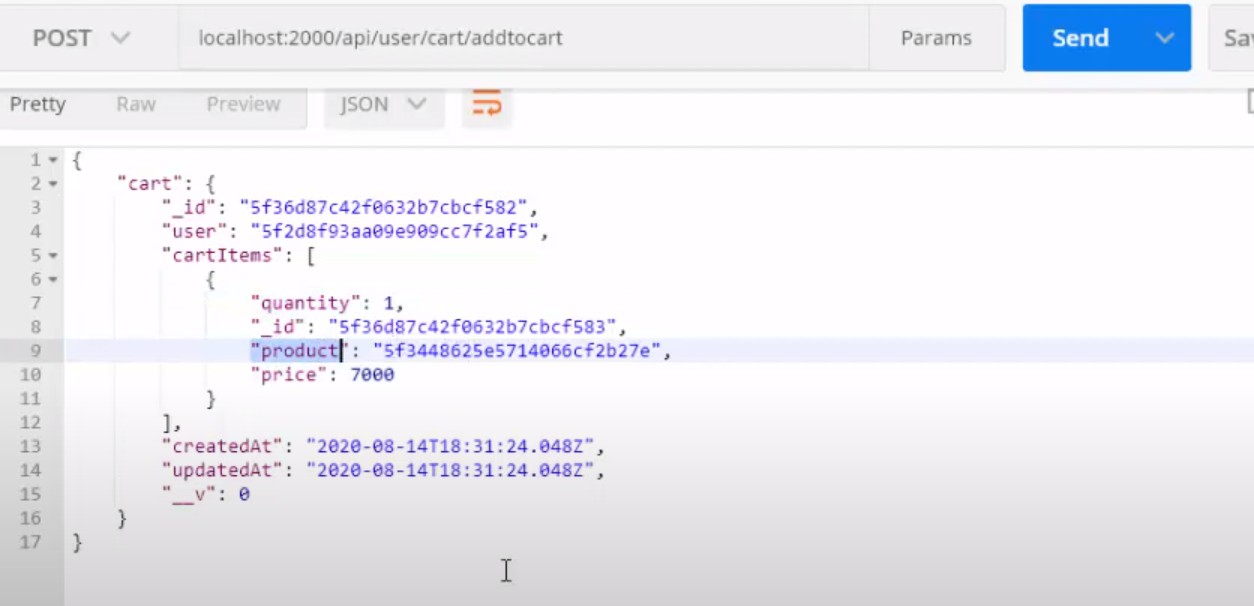 POST localhost:2000/api/user/cart/addtocart Params Send
Pretty Raw Preview JSON
1 {
2 "cart": {
3 "_id": "5f36d87c42f0632b7cbcf582",
4 "user": "5f2d8f93aa09e909cc7f2af5",
5 "cartItems": [
6 {
7 "quantity": 1,
8 "_id": "5f36d87c42f0632b7cbcf583",
9 "product": "5f3448625e5714066cf2b27e",
10 "price": 7000
11 }
12 ],
13 "createdAt": "2020-08-14T18:31:24.048Z",
14 "updatedAt": "2020-08-14T18:31:24.048Z",
15 "__v": 0
16 }
17 }